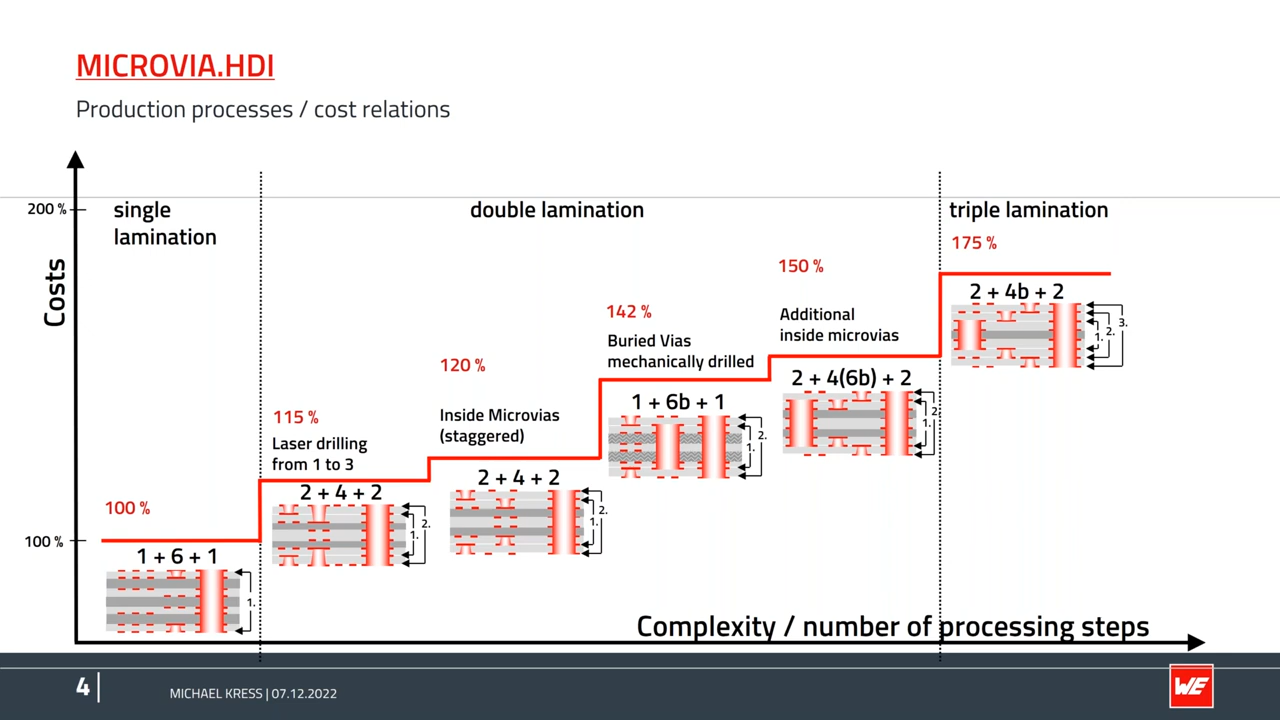 MICROVIA.HDI
Production processes / cost relations
Costs
200 %
100 %
single
lamination
double lamination
triple lamination
100 %
1 + 6 + 1
1.
115 %
Laser drilling
from 1 to 3
2 + 4 + 2
1.
2.
120 %
Inside Microvias
(staggered)
2 + 4 + 2
1.
2.
142 %
Buried Vias
mechanically drilled
1 + 6b + 1
1.
2.
150 %
Additional
inside microvias
2 + 4(6b) + 2
1.
2.
175 %
2 + 4b + 2
1.
2.
3.
Complexity / number of processing steps
4
MICHAEL KRESS | 07.12.2022
WE